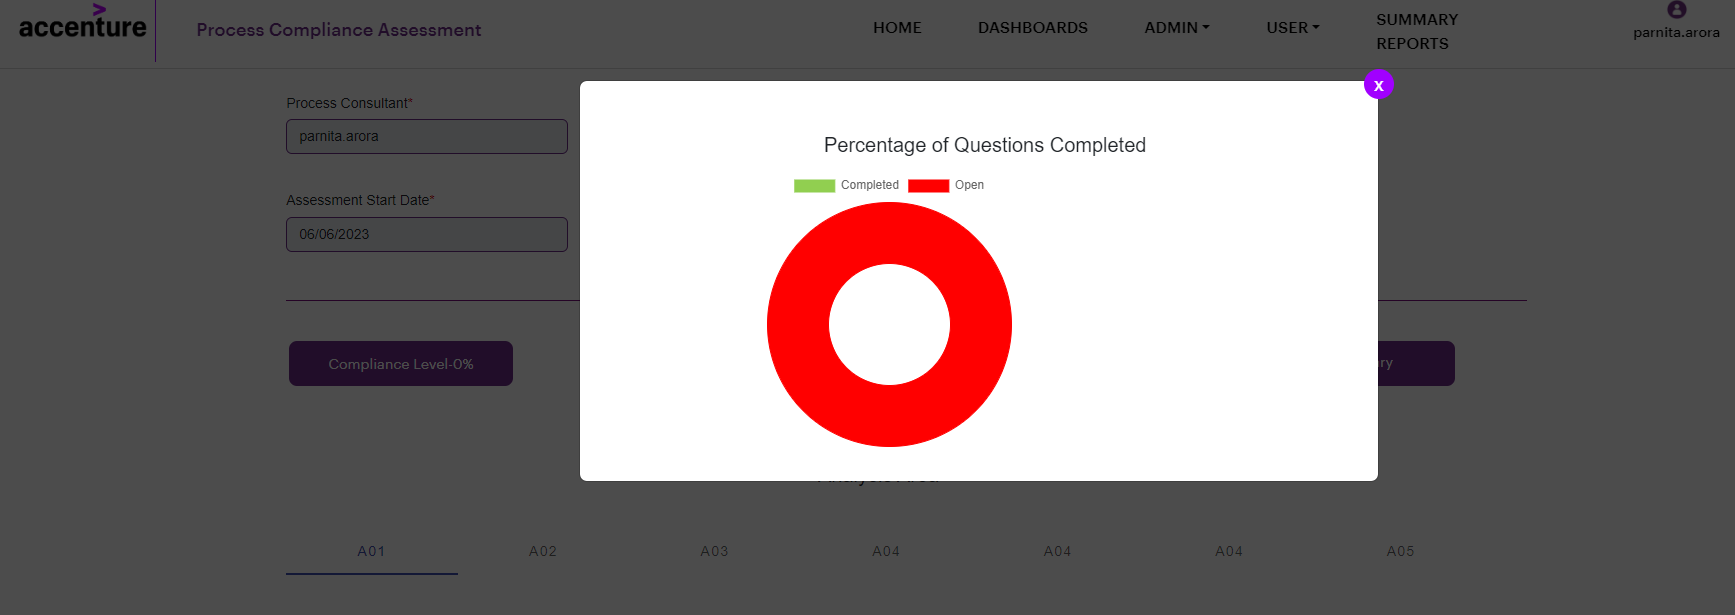 accenture
Process Compliance Assessment
HOME
DASHBOARDS
ADMIN
USER
SUMMARY
REPORTS
parnita.arora
X
Process Consultant*
parnita.arora
Assessment Start Date*
06/06/2023
Percentage of Questions Completed
Completed
Open
Compliance Level-0%
ry
A01
A02
A03
A04
A04
A04
A05